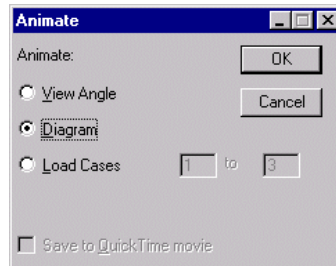 Animate
Animate:
OK
View Angle
Cancel
Diagram
Load Cases 1 to 3
Save to QuickTime movie